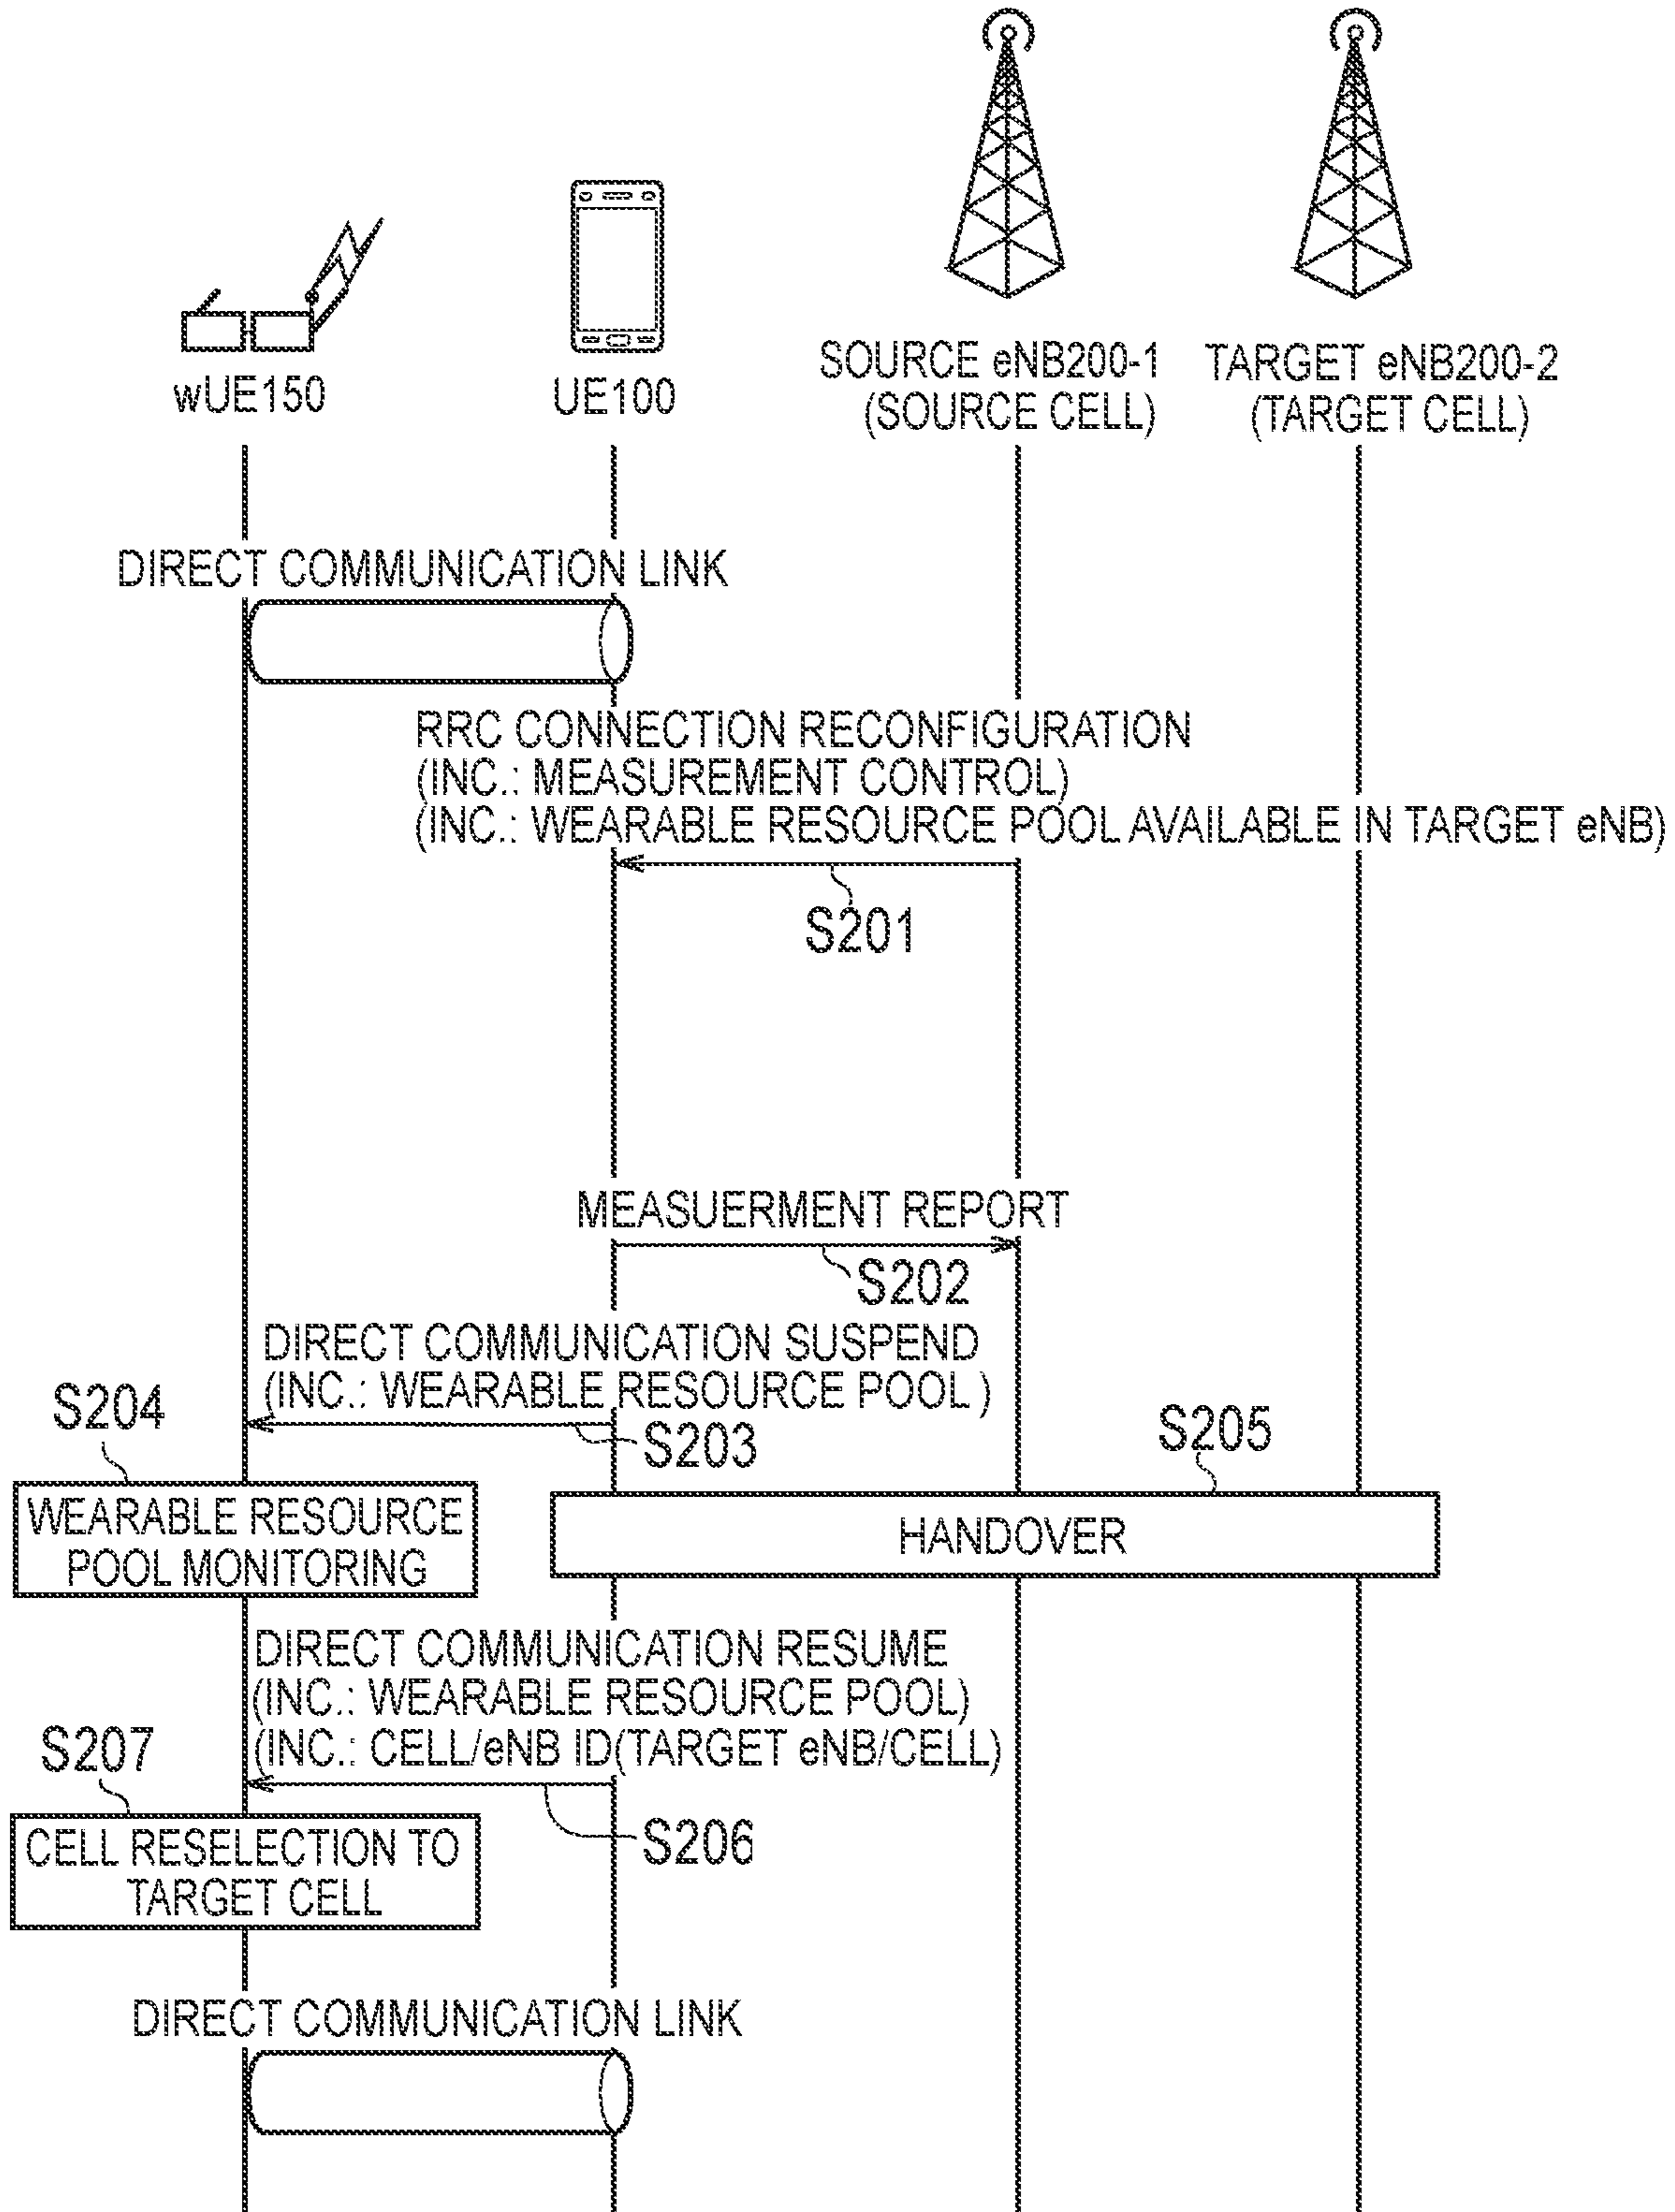 wUE150
UE100
SOURCE eNB200-1
(SOURCE CELL)
TARGET eNB200-2
(TARGET CELL)
DIRECT COMMUNICATION LINK
RRC CONNECTION RECONFIGURATION
(INC.: MEASUREMENT CONTROL)
(INC.: WEARABLE RESOURCE POOL AVAILABLE IN TARGET eNB)
S201
MEASUERMENT REPORT
S202
DIRECT COMMUNICATION SUSPEND
(INC.: WEARABLE RESOURCE POOL)
S203
S204
WEARABLE RESOURCE
POOL MONITORING
S205
HANDOVER
DIRECT COMMUNICATION RESUME
(INC.: WEARABLE RESOURCE POOL)
(INC.: CELL/eNB ID(TARGET eNB/CELL)
S206
S207
CELL RESELECTION TO
TARGET CELL
DIRECT COMMUNICATION LINK